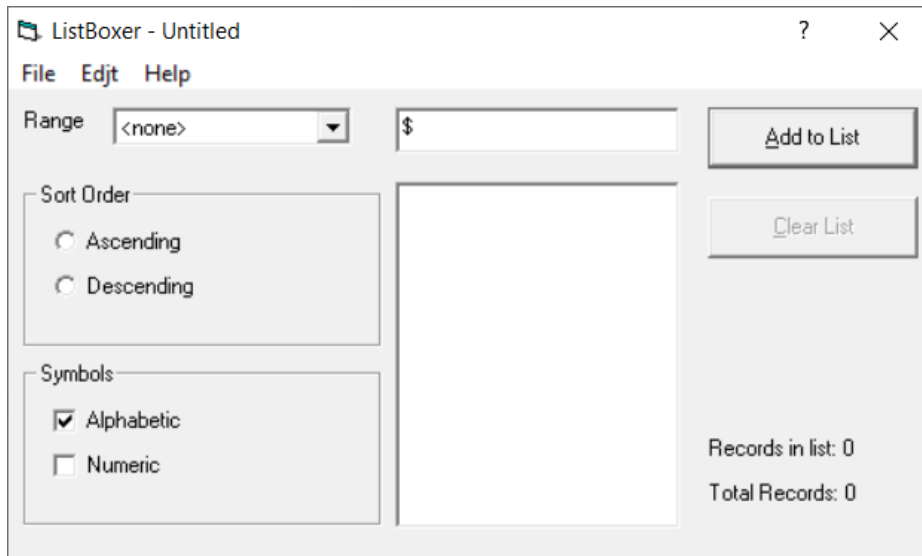 ListBoxer - Untitled ?
File Edjt Help
Range <none> $ Add to List
Sort Order
Clear List
Ascending
Descending
Symbols
Alphabetic
Numeric
Records in list: 0
Total Records: 0